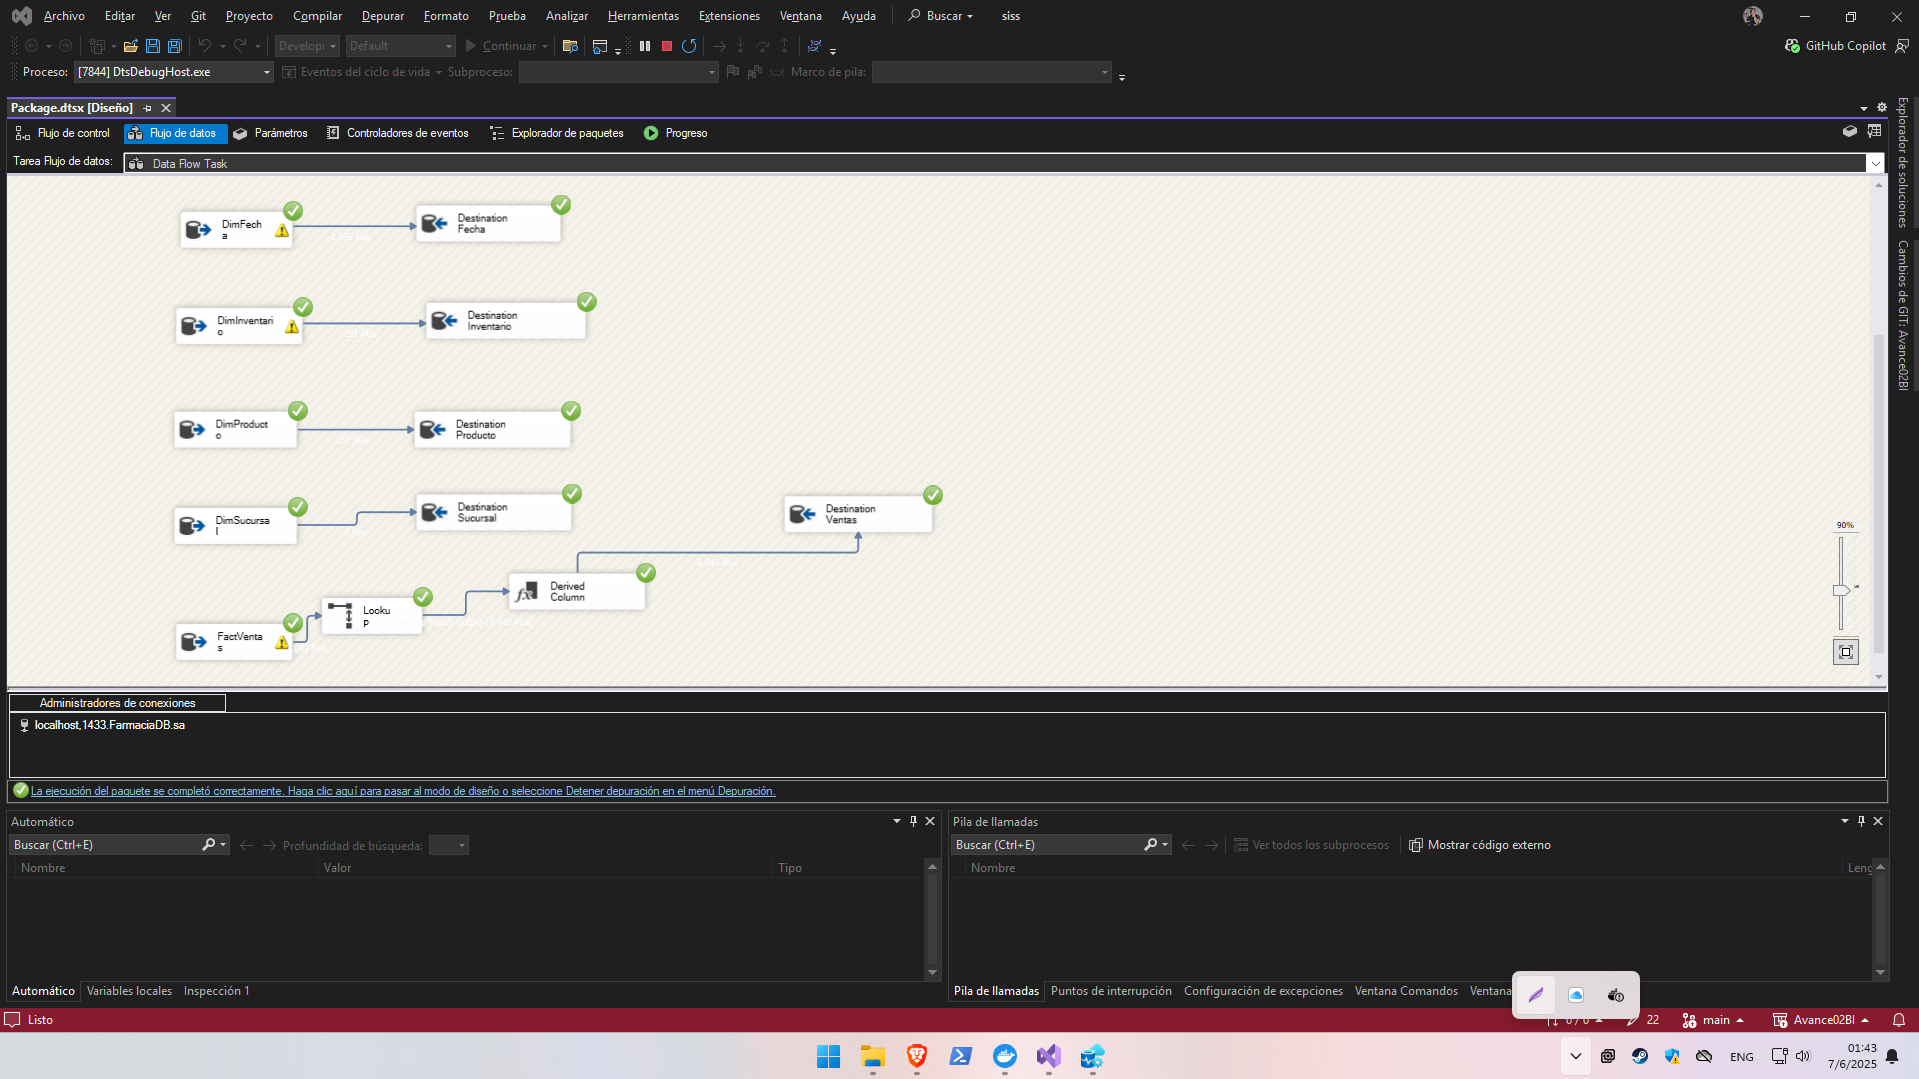 Archivo Editar Ver Git Proyecto Compilar Depurar Formato Prueba Analizar Herramientas Extensiones Ventana Ayuda Buscar siss
Develop Default Continuar GitHub Copilot
Proceso: [7844] DtsDebugHost.exe Eventos del ciclo de vida Subproceso: Marco de pila:
Package.dtsx [Diseño]
Flujo de control Flujo de datos Parámetros Controladores de eventos Explorador de paquetes Progreso
Tarea Flujo de datos: Data Flow Task
Explorador de soluciones
Cambios de GIT: Avance02BI
DimFech
a
Destination
Fecha
DimInventari
o
Destination
Inventario
DimProduct
o
Destination
Producto
DimSucursa
l
Destination
Sucursal
Destination
Ventas
Derived
Column
Looku
p
FactVenta
s
90%
Administradores de conexiones
localhost,1433.FarmaciaDB.sa
La ejecución del paquete se completó correctamente. Haga clic aquí para pasar al modo de diseño o seleccione Detener depuración en el menú Depuración.
Automático
Buscar (Ctrl+E) Profundidad de búsqueda:
Nombre Valor Tipo
Automático Variables locales Inspección 1
Pila de llamadas
Buscar (Ctrl+E) Ver todos los subprocesos Mostrar código externo
Nombre Leng
Pila de llamadas Puntos de interrupción Configuración de excepciones Ventana Comandos Ventana
Listo 0 / 0 22 main Avance02BI
ENG
01:43
7/6/2025